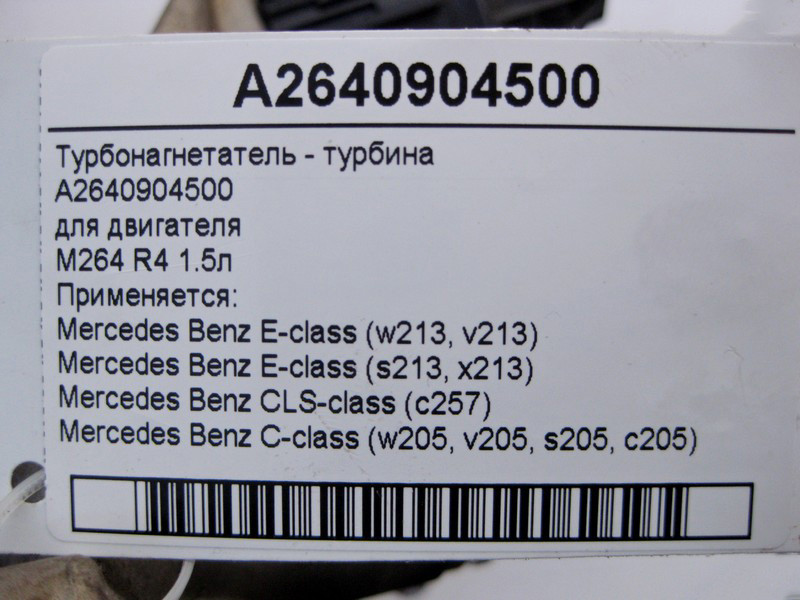 A2640904500
Турбонагнетатель - турбина
A2640904500
для двигателя
M264 R4 1.5л
Применяется:
Mercedes Benz E-class (w213, v213)
Mercedes Benz E-class (s213, x213)
Mercedes Benz CLS-class (c257)
Mercedes Benz C-class (w205, v205, s205, c205)